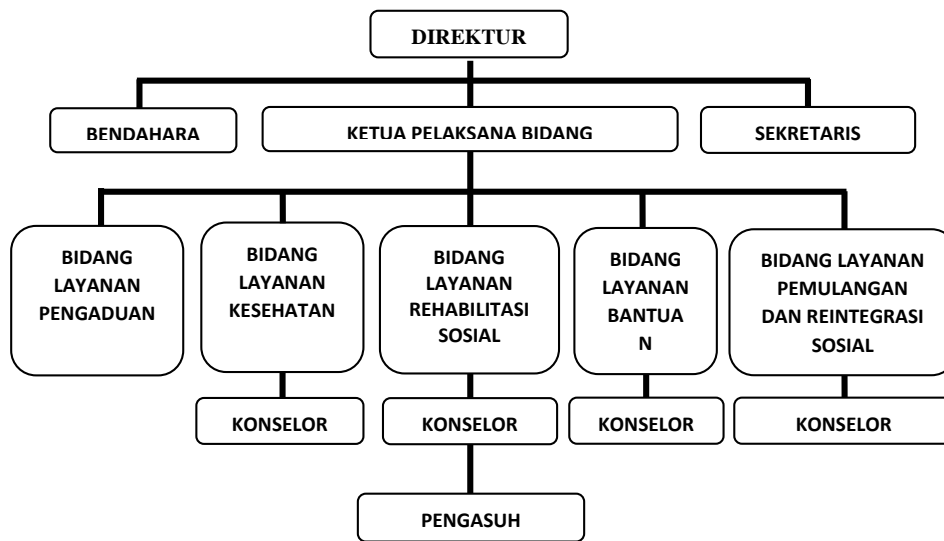 DIREKTUR
BENDAHARA
KETUA PELAKSANA BIDANG
SEKRETARIS
BIDANG
LAYANAN
PENGADUAN
BIDANG
LAYANAN
KESEHATAN
BIDANG
LAYANAN
REHABILITASI
SOSIAL
BIDANG
LAYANAN
BANTUA
N
BIDANG LAYANAN
PEMULANGAN
DAN REINTEGRASI
SOSIAL
KONSELOR
KONSELOR
KONSELOR
KONSELOR
PENGASUH